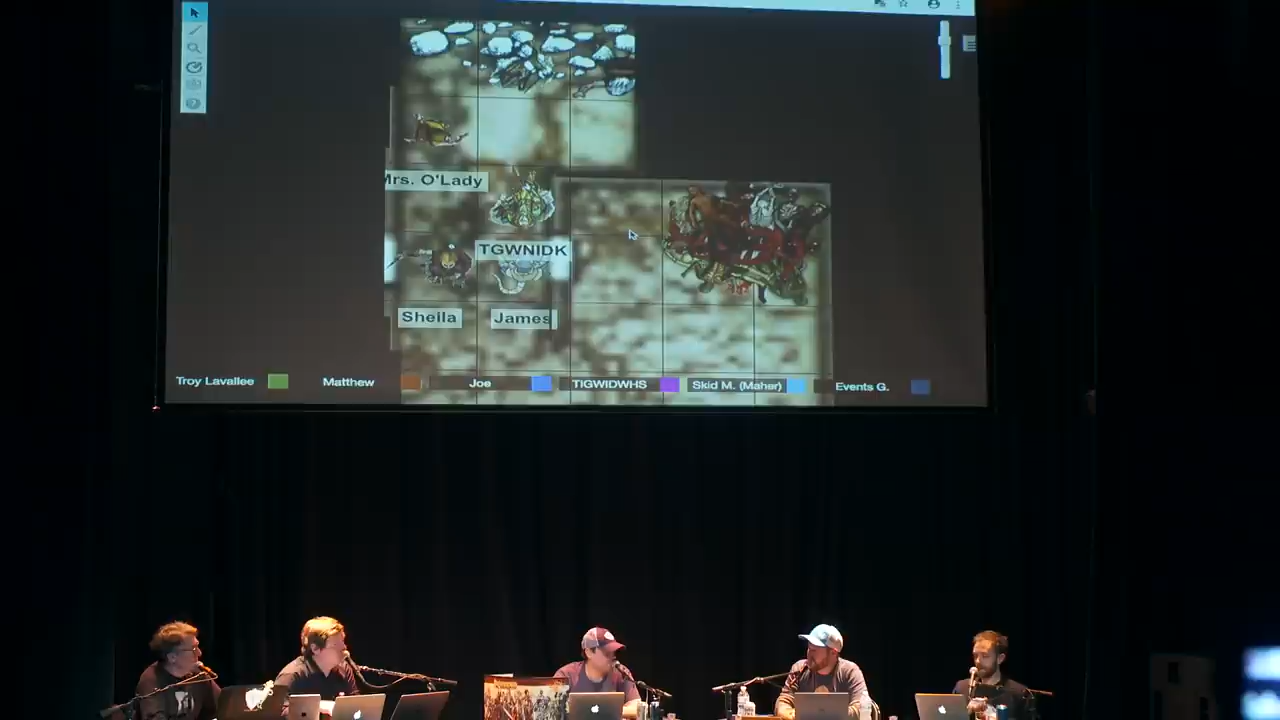 Mrs. O'Lady
TGWNIDK
Sheila
James
Troy Lavallee
Matthew
Joe
TIGWIDWHS
Skid M. (Maher)
Events G.